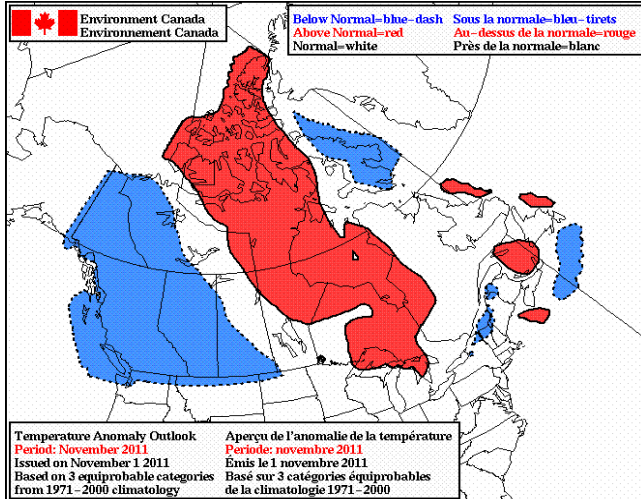 Environment Canada
Environnement Canada
Below Normal=blue-dash Sous la normale=bleu-tirets
Above Normal=red Au-dessus de la normale=rouge
Normal=white Près de la normale=blanc
Temperature Anomaly Outlook
Period: November 2011
Issued on November 1 2011
Based on 3 equiprobable categories
from 1971-2000 climatology
Aperçu de l'anomalie de la température
Periode: novembre 2011
Émis le 1 novembre 2011
Basé sur 3 catégories équiprobables
de la climatologie 1971-2000